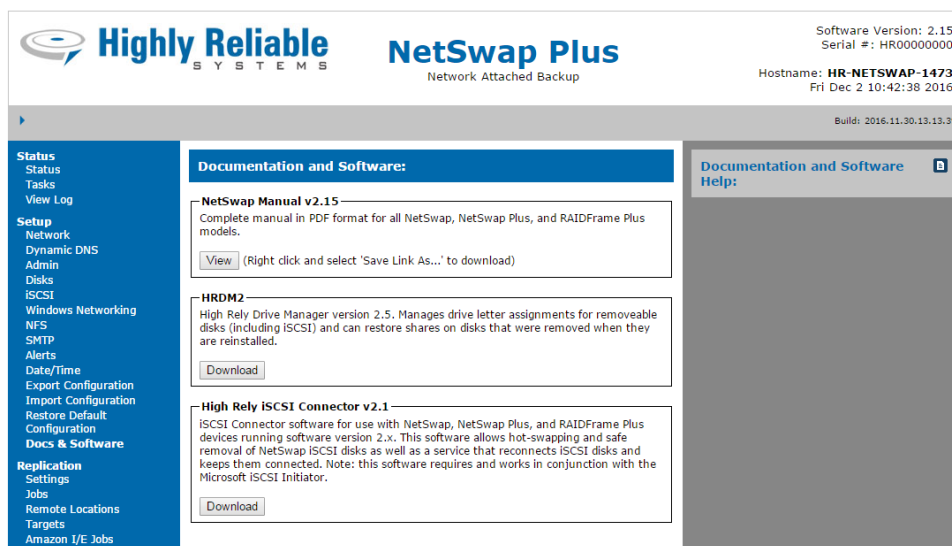 Highly Reliable
SYSTEMS
NetSwap Plus
Network Attached Backup
Software Version: 2.15
Serial #: HR00000000
Hostname: HR-NETSWAP-1473
Fri Dec 2 10:42:38 2016
Build: 2016.11.30.13.13.3
Status
Status
Tasks
View Log
Setup
Network
Dynamic DNS
Admin
Disks
iSCSI
Windows Networking
NFS
SMTP
Alerts
Date/Time
Export Configuration
Import Configuration
Restore Default
Configuration
Docs & Software
Replication
Settings
Jobs
Remote Locations
Targets
Amazon I/E Jobs
Documentation and Software:
NetSwap Manual v2.15
Complete manual in PDF format for all NetSwap, NetSwap Plus, and RAIDFrame Plus
models.
View (Right click and select 'Save Link As...' to download)
HRDM2
High Rely Drive Manager version 2.5. Manages drive letter assignments for removeable
disks (including iSCSI) and can restore shares on disks that were removed when they
are reinstalled.
Download
High Rely iSCSI Connector v2.1
iSCSI Connector software for use with NetSwap, NetSwap Plus, and RAIDFrame Plus
devices running software version 2.x. This software allows hot-swapping and safe
removal of NetSwap iSCSI disks as well as a service that reconnects iSCSI disks and
keeps them connected. Note: this software requires and works in conjunction with the
Microsoft iSCSI Initiator.
Download
Documentation and Software
Help: